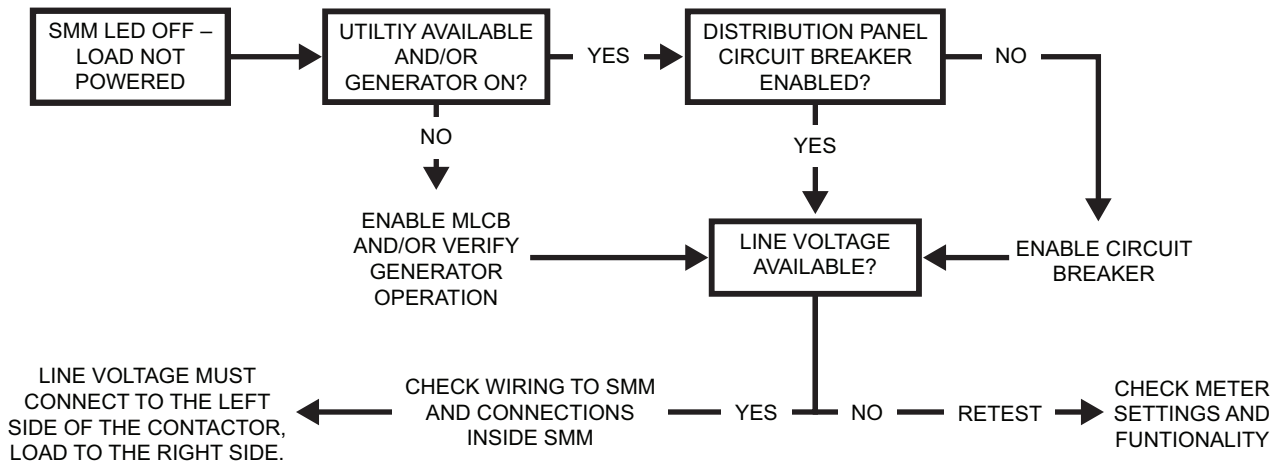 SMM LED OFF –
LOAD NOT
POWERED
UTILTIY AVAILABLE
AND/OR
GENERATOR ON?
YES
DISTRIBUTION PANEL
CIRCUIT BREAKER
ENABLED?
NO
NO
YES
ENABLE MLCB
AND/OR VERIFY
GENERATOR
OPERATION
LINE VOLTAGE
AVAILABLE?
ENABLE CIRCUIT
BREAKER
LINE VOLTAGE MUST
CONNECT TO THE LEFT
SIDE OF THE CONTACTOR,
LOAD TO THE RIGHT SIDE.
CHECK WIRING TO SMM
AND CONNECTIONS
INSIDE SMM
YES
NO
RETEST
CHECK METER
SETTINGS AND
FUNTIONALITY